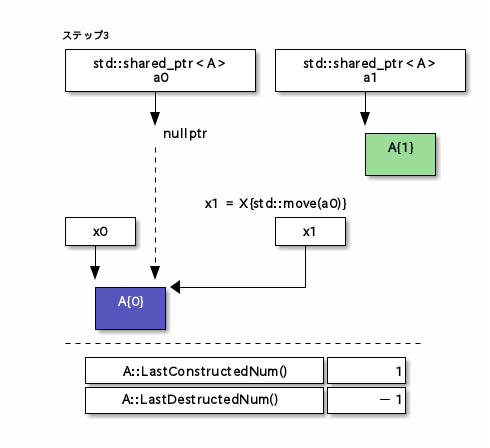 ステップ3
std::shared_ptr<A>
a0
std::shared_ptr<A>
a1
nullptr
A{1}
x1 = X{std::move(a0)}
x0
x1
A{0}
A::LastConstructedNum()
1
A::LastDestructedNum()
－1